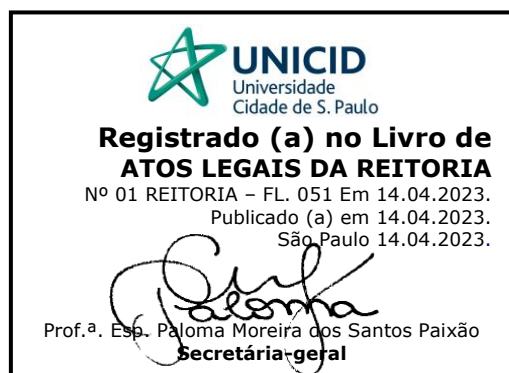 UNICID
Universidade
Cidade de S. Paulo
Registrado (a) no Livro de
ATOS LEGAIS DA REITORIA
Nº 01 REITORIA – FL. 051 Em 14.04.2023.
Publicado (a) em 14.04.2023.
São Paulo 14.04.2023.
Paloma
Prof.ª. Esp. Paloma Moreira dos Santos Paixão
Secretária-geral